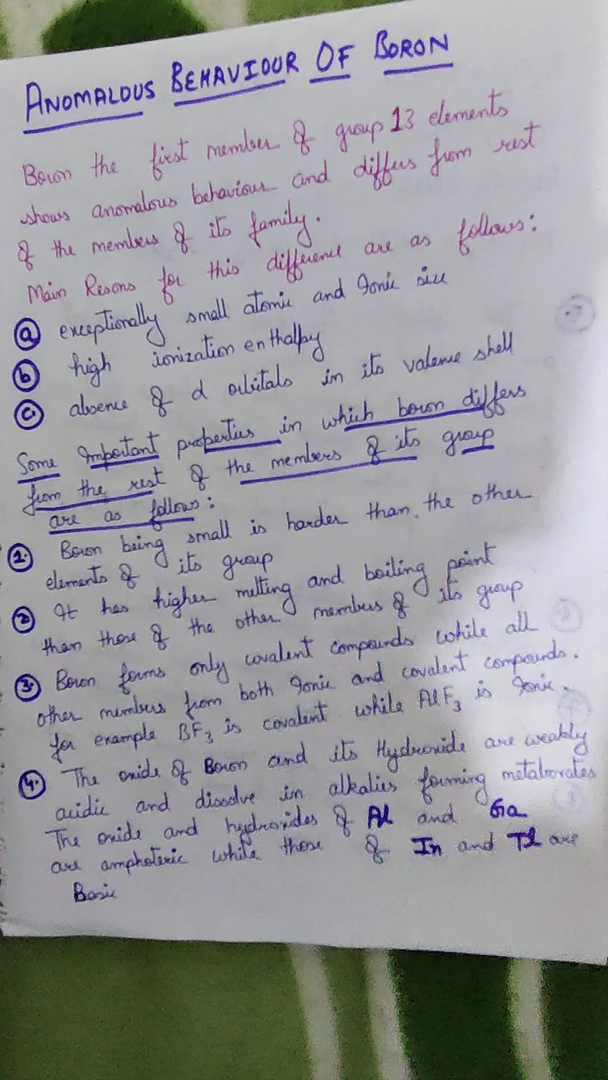 ANOMALOUS BEHAVIOUR OF BORON
Boron the first member of group 13 elements
shows anomalous behaviour and differs from rest
of the members of its family.
Main Resons for this difference are as follows:
a exceptionally small atomic and Ionic size
b high ionization enthalpy
c absence of d orbitals in its valence shell
Some Important properties in which boron differs
from the rest of the members of its group
are as follows:
1. Boron being small is harder than the other
elements of its group
2 It has higher melting and boiling point
than those of the other members of its group
3. Boron forms only covalent compounds while all
other members from both Ionic and covalent compounds.
for example BF3 is covalent while AlF3 is Ionic.
4. The oxide of Boron and its Hydroxide are weakly
acidic and dissolve in alkalies forming metaborates
The oxide and hydroxides of Al and Ga
are amphoteric while those of In and Tl are
Basic